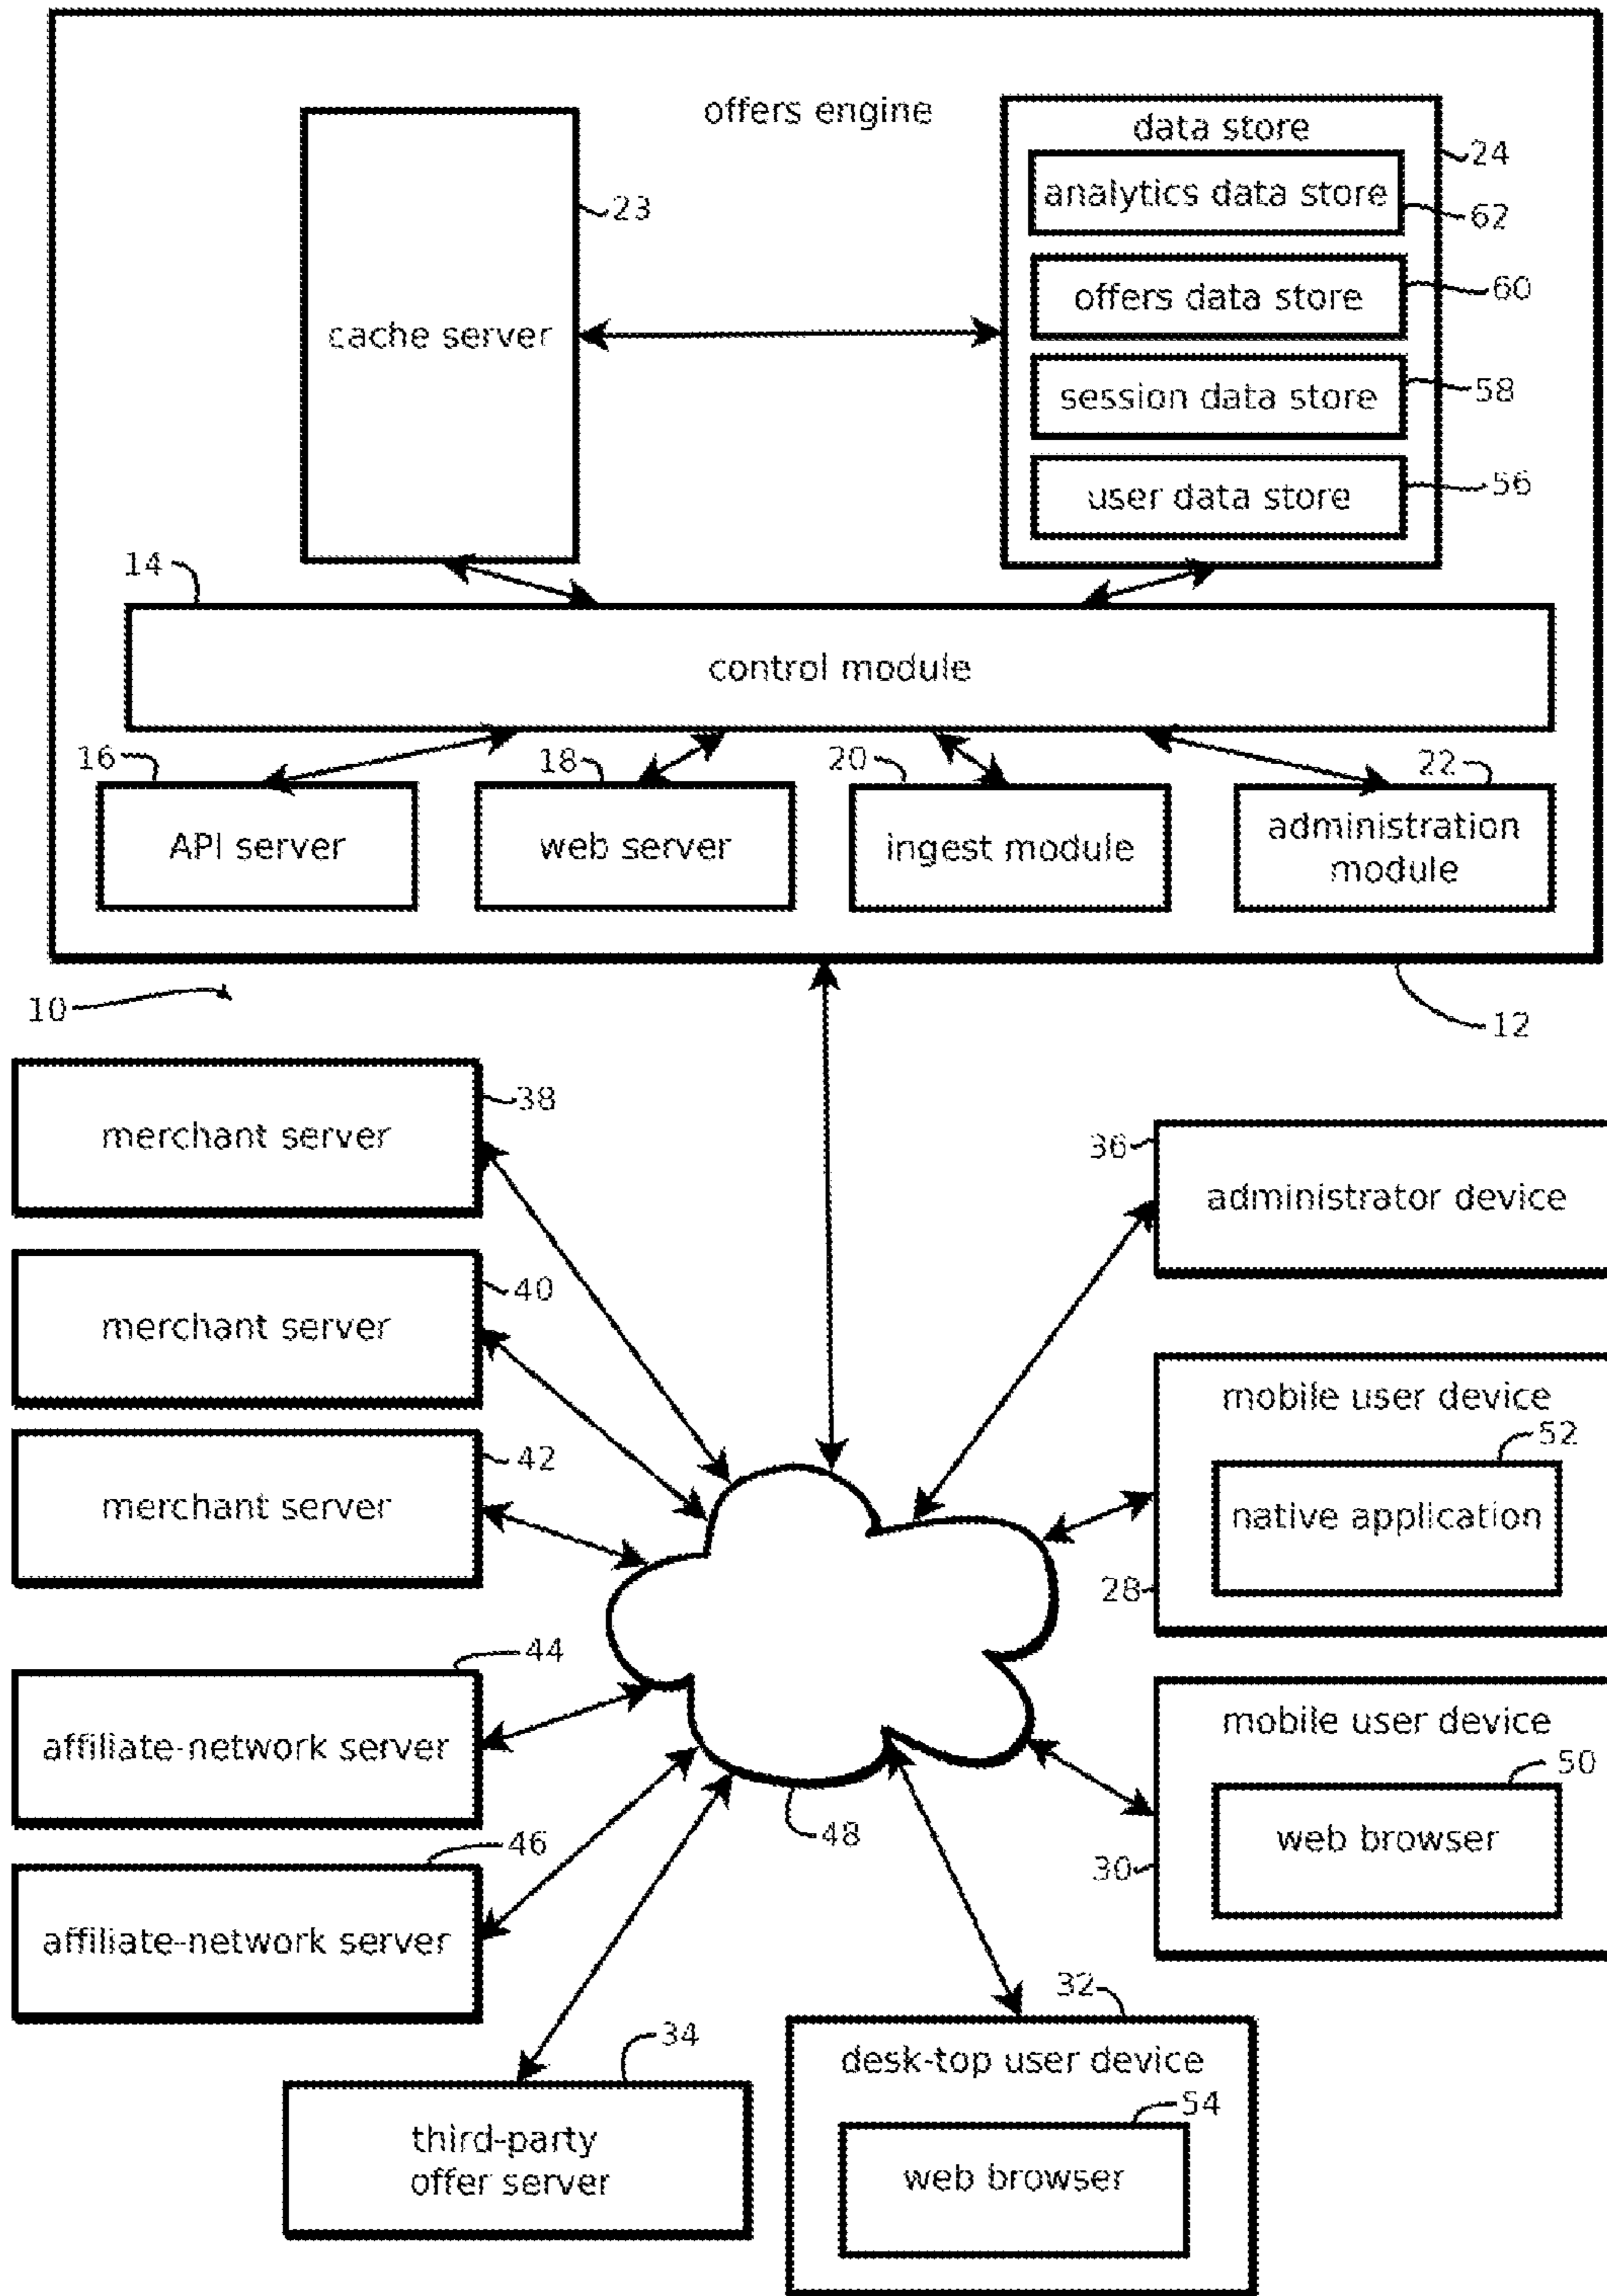 offers engine
data store
24
analytics data store
62
23
offers data store
60
cache server
session data store
58
user data store
56
14
control module
16
18
20
22
API server
web server
ingest module
administration
module
10
12
38
merchant server
36
administrator device
40
merchant server
mobile user device
52
native application
28
42
merchant server
44
affiliate-network server
mobile user device
50
web browser
30
48
46
affiliate-network server
34
third-party
offer server
32
desk-top user device
54
web browser